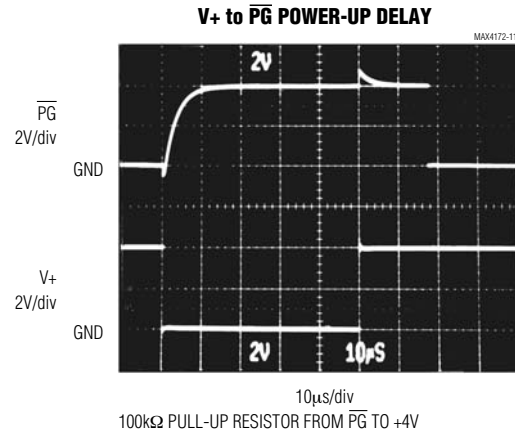 V+ to PG POWER-UP DELAY
MAX4172-11
2V
PG
2V/div
GND
V+
2V/div
GND
2V 10µS
10µs/div
100kΩ PULL-UP RESISTOR FROM PG TO +4V